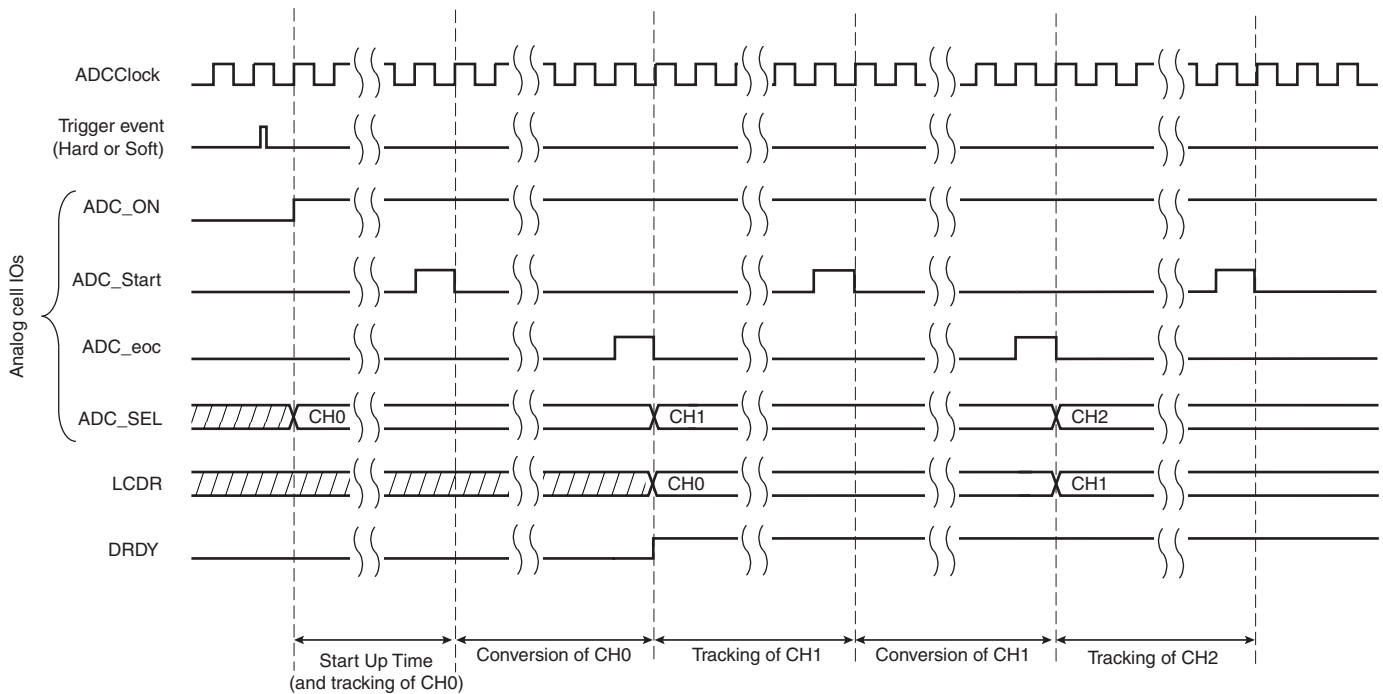 ADCClock
Trigger event
(Hard or Soft)
Analog cell IOs
ADC_ON
ADC_Start
ADC_eoc
ADC_SEL
CH0
CH1
CH2
LCDR
CH0
CH1
DRDY
Start Up Time
(and tracking of CH0)
Conversion of CH0
Tracking of CH1
Conversion of CH1
Tracking of CH2